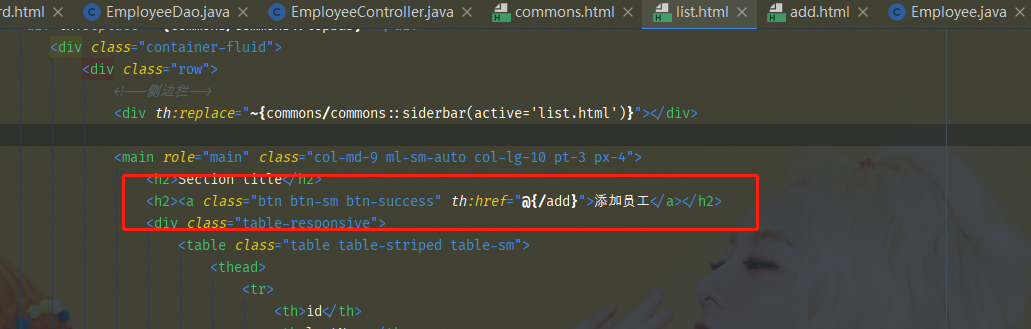 rd.html × EmployeeDao.java × EmployeeController.java × commons.html × list.html × add.html × Employee.java ×
<div class="container-fluid">
<div class="row">
<!--侧边栏-->
<div th:replace="~{commons/commons::siderbar(active='list.html')}"></div>
<main role="main" class="col-md-9 ml-sm-auto col-lg-10 pt-3 px-4">
<h2>Section title</h2>
<h2><a class="btn btn-sm btn-success" th:href="@{/add}">添加员工</a></h2>
<div class="table-responsive">
<table class="table table-striped table-sm">
<thead>
<tr>
<th>id</th>